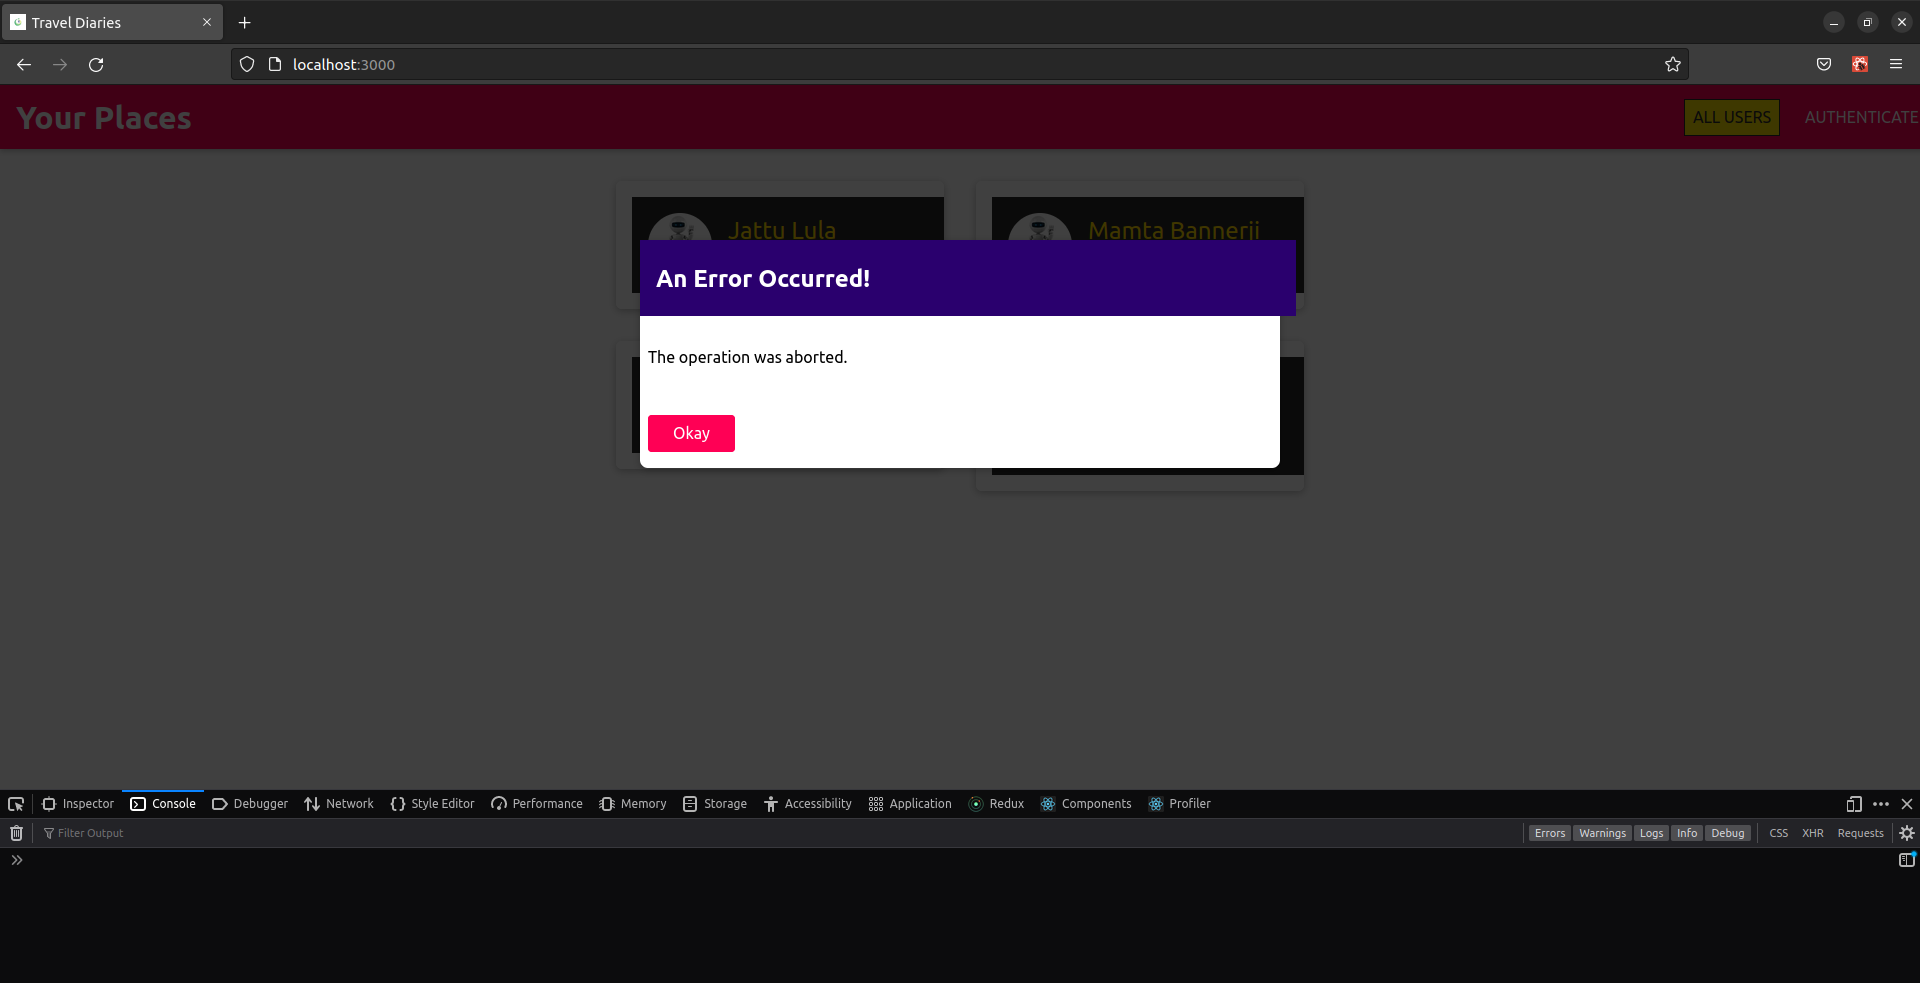 Travel Diaries
localhost:3000
Your Places
ALL USERS
AUTHENTICATE
Jattu Lula
Mamta Bannerji
An Error Occurred!
The operation was aborted.
Okay
Inspector
Console
Debugger
Network
Style Editor
Performance
Memory
Storage
Accessibility
Application
Redux
Components
Profiler
Filter Output
Errors
Warnings
Logs
Info
Debug
CSS
XHR
Requests